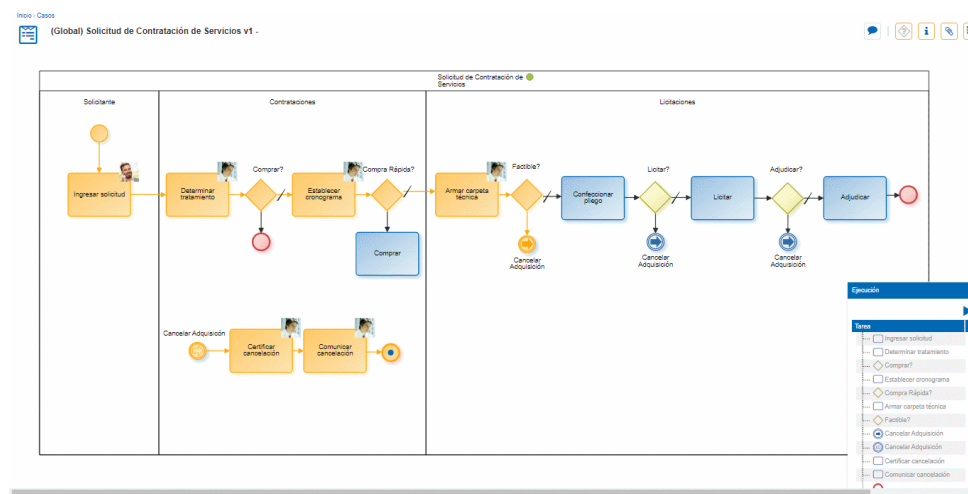 Inicio › Casos
(Global) Solicitud de Contratación de Servicios v1 -
Solicitud de Contratación de
Servicios
Solicitante
Contrataciones
Licitaciones
Ingresar solicitud
Determinar
tratamiento
Comprar?
Establecer
cronograma
Compra Rápida?
Armar carpeta
técnica
Factible?
Confeccionar
pliego
Licitar?
Licitar
Adjudicar?
Adjudicar
Comprar
Cancelar
Adquisición
Cancelar
Adquisición
Cancelar
Adquisición
Cancelar Adquisicón
Certificar
cancelación
Comunicar
cancelación
Ejecución
Tarea
Ingresar solicitud
Determinar tratamiento
Comprar?
Establecer cronograma
Compra Rápida?
Armar carpeta técnica
Factible?
Cancelar Adquisición
Cancelar Adquisicón
Certificar cancelación
Comunicar cancelación